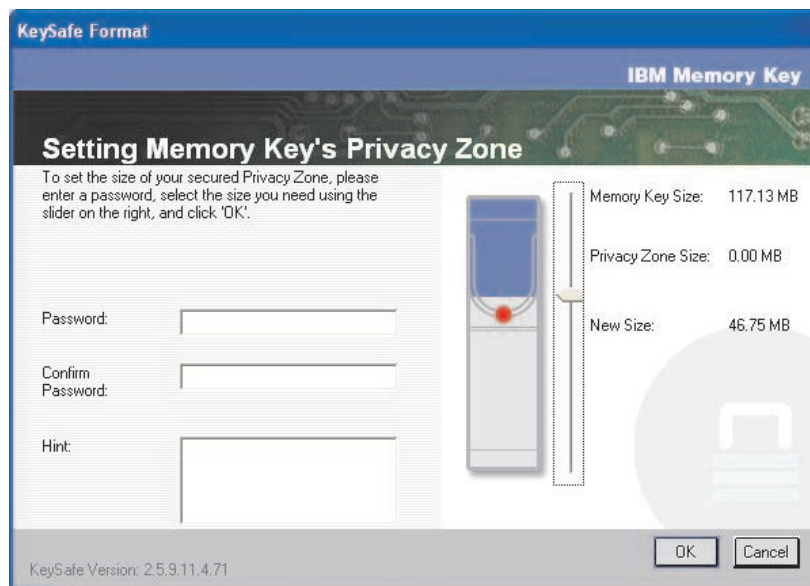 KeySafe Format
IBM Memory Key
Setting Memory Key's Privacy Zone
To set the size of your secured Privacy Zone, please
enter a password, select the size you need using the
slider on the right, and click 'OK'.
Memory Key Size: 117.13 MB
Privacy Zone Size: 0.00 MB
New Size: 46.75 MB
Password:
Confirm
Password:
Hint:
OK Cancel
KeySafe Version: 2.5.9.11.4.71